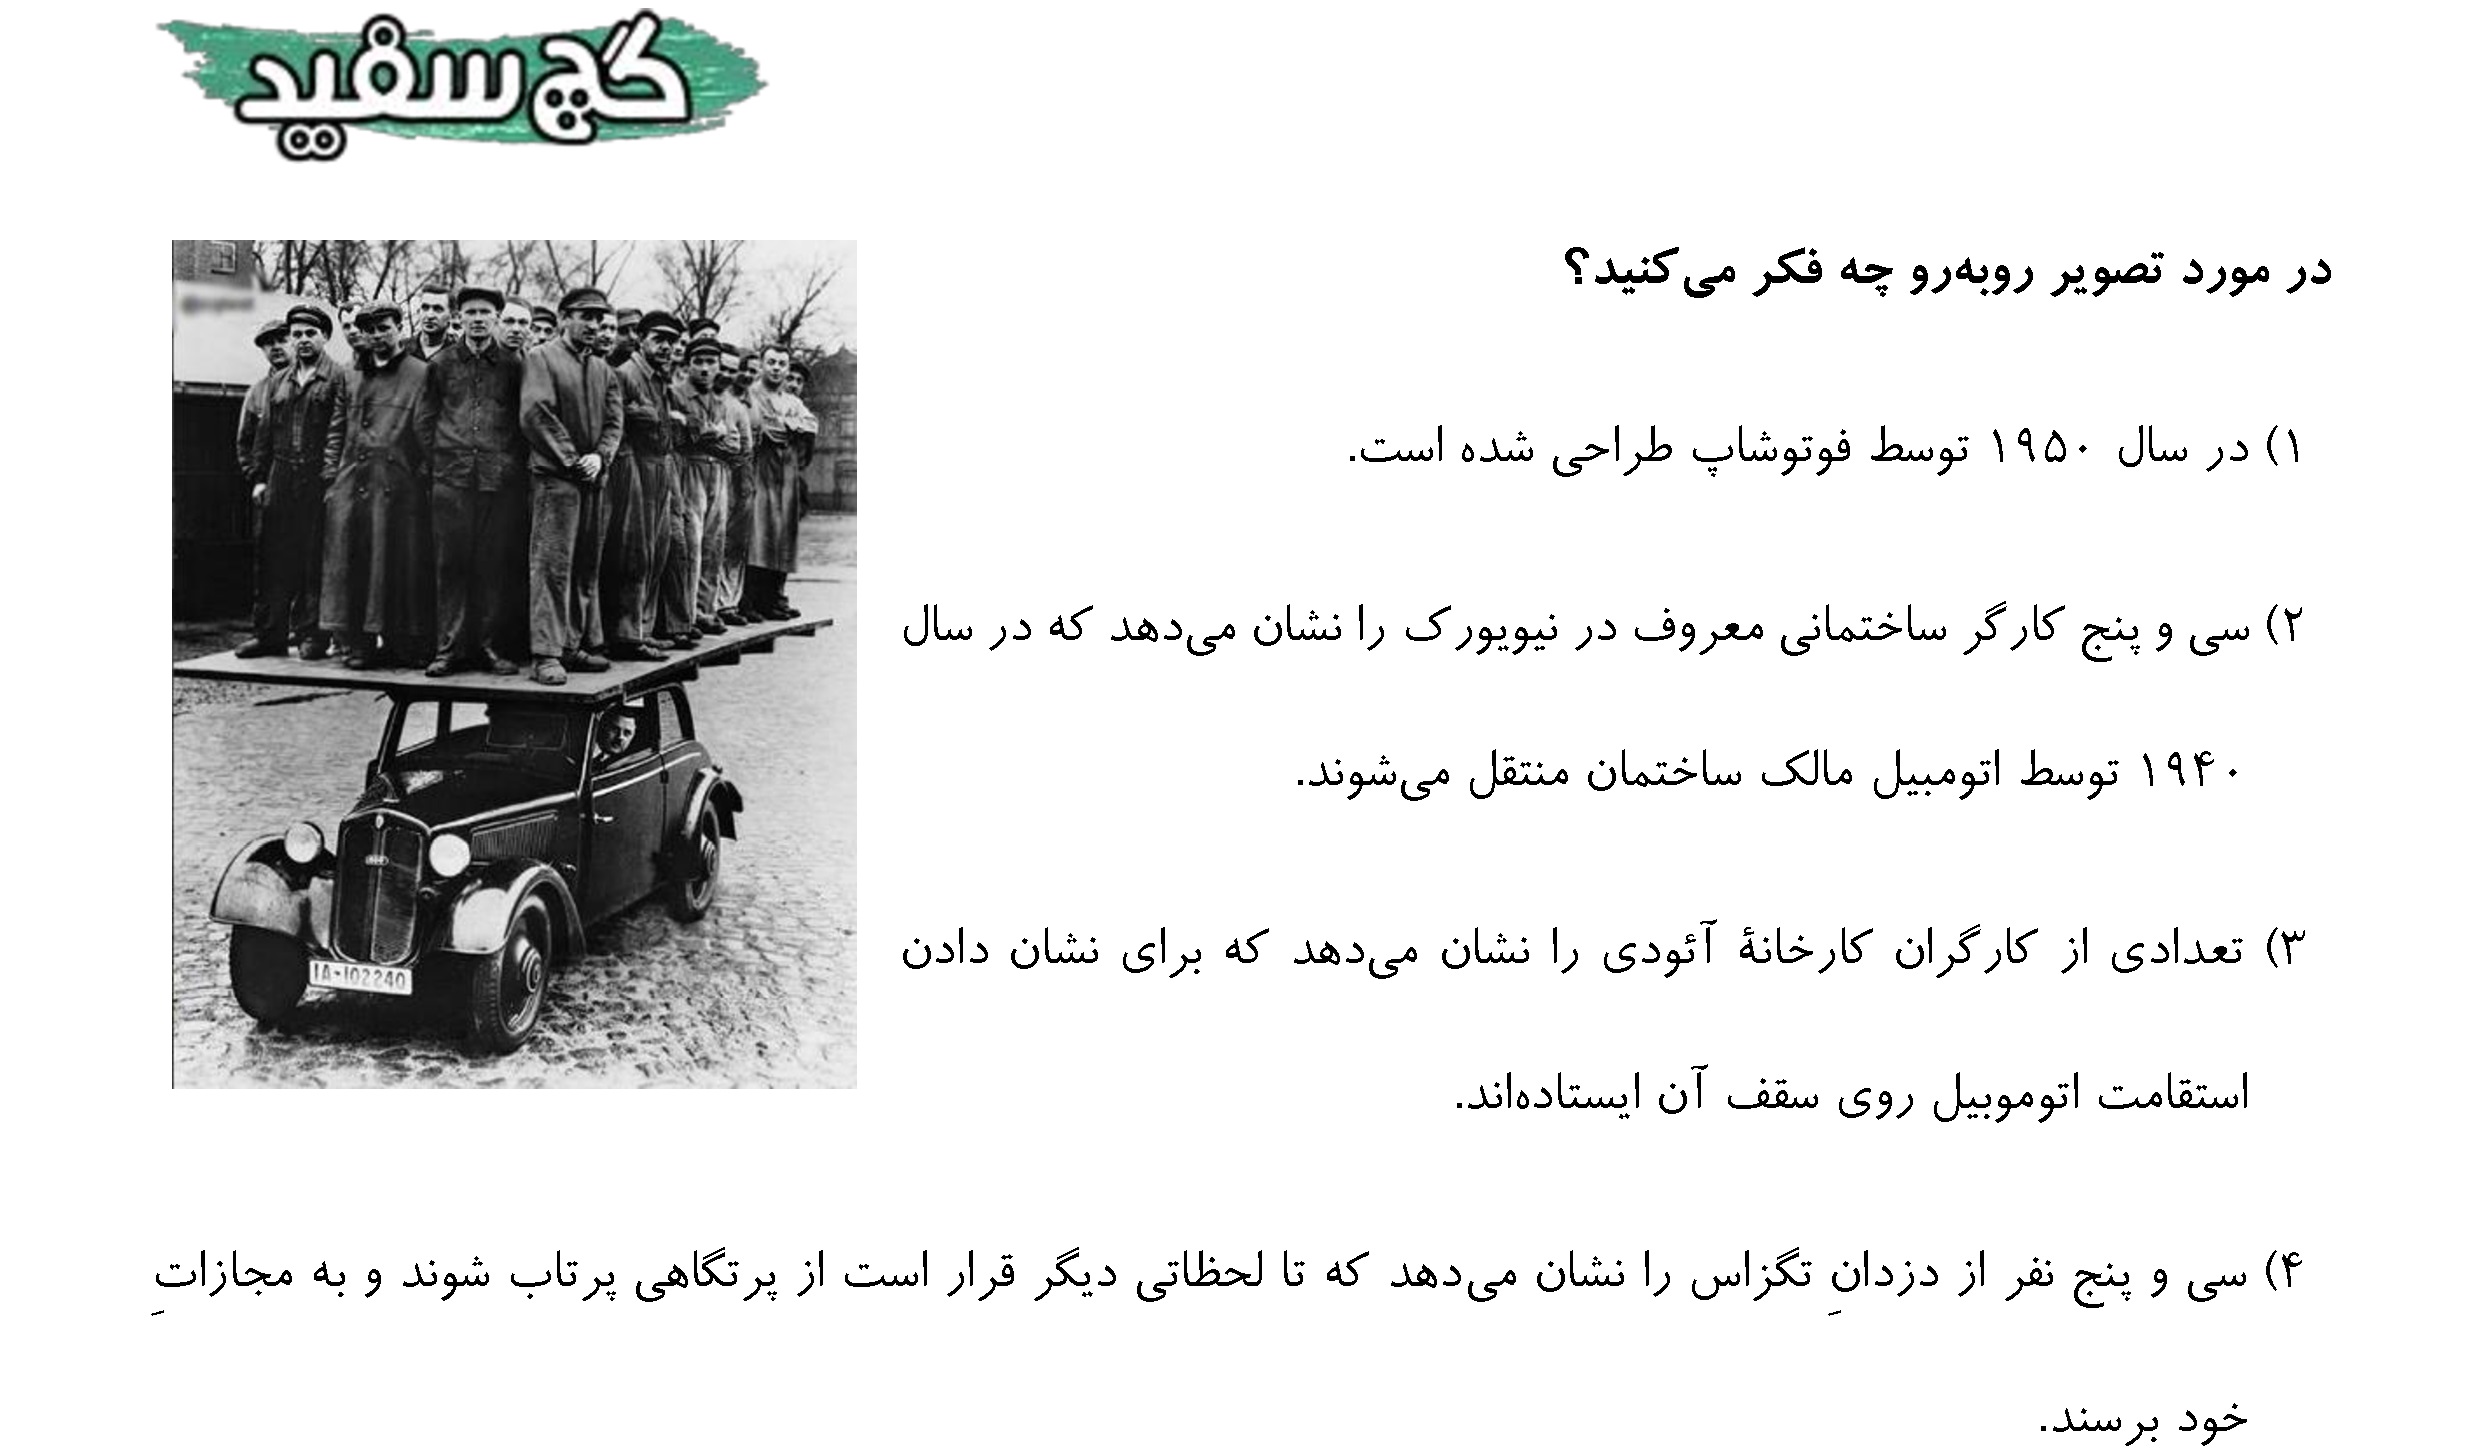 گچ سفید
در مورد تصویر روبه‌رو چه فکر می‌کنید؟
۱) در سال ۱۹۵۰ توسط فوتوشاپ طراحی شده است.
۲) سی و پنج کارگر ساختمانی معروف در نیویورک را نشان می‌دهد که در سال
۱۹۴۰ توسط اتومبیل مالک ساختمان منتقل می‌شوند.
۳) تعدادی از کارگران کارخانۀ آئودی را نشان می‌دهد که برای نشان دادن
استقامت اتوموبیل روی سقف آن ایستاده‌اند.
IA-102240
۴) سی و پنج نفر از دزدانِ تگزاس را نشان می‌دهد که تا لحظاتی دیگر قرار است از پرتگاهی پرتاب شوند و به مجازاتِ
خود برسند.